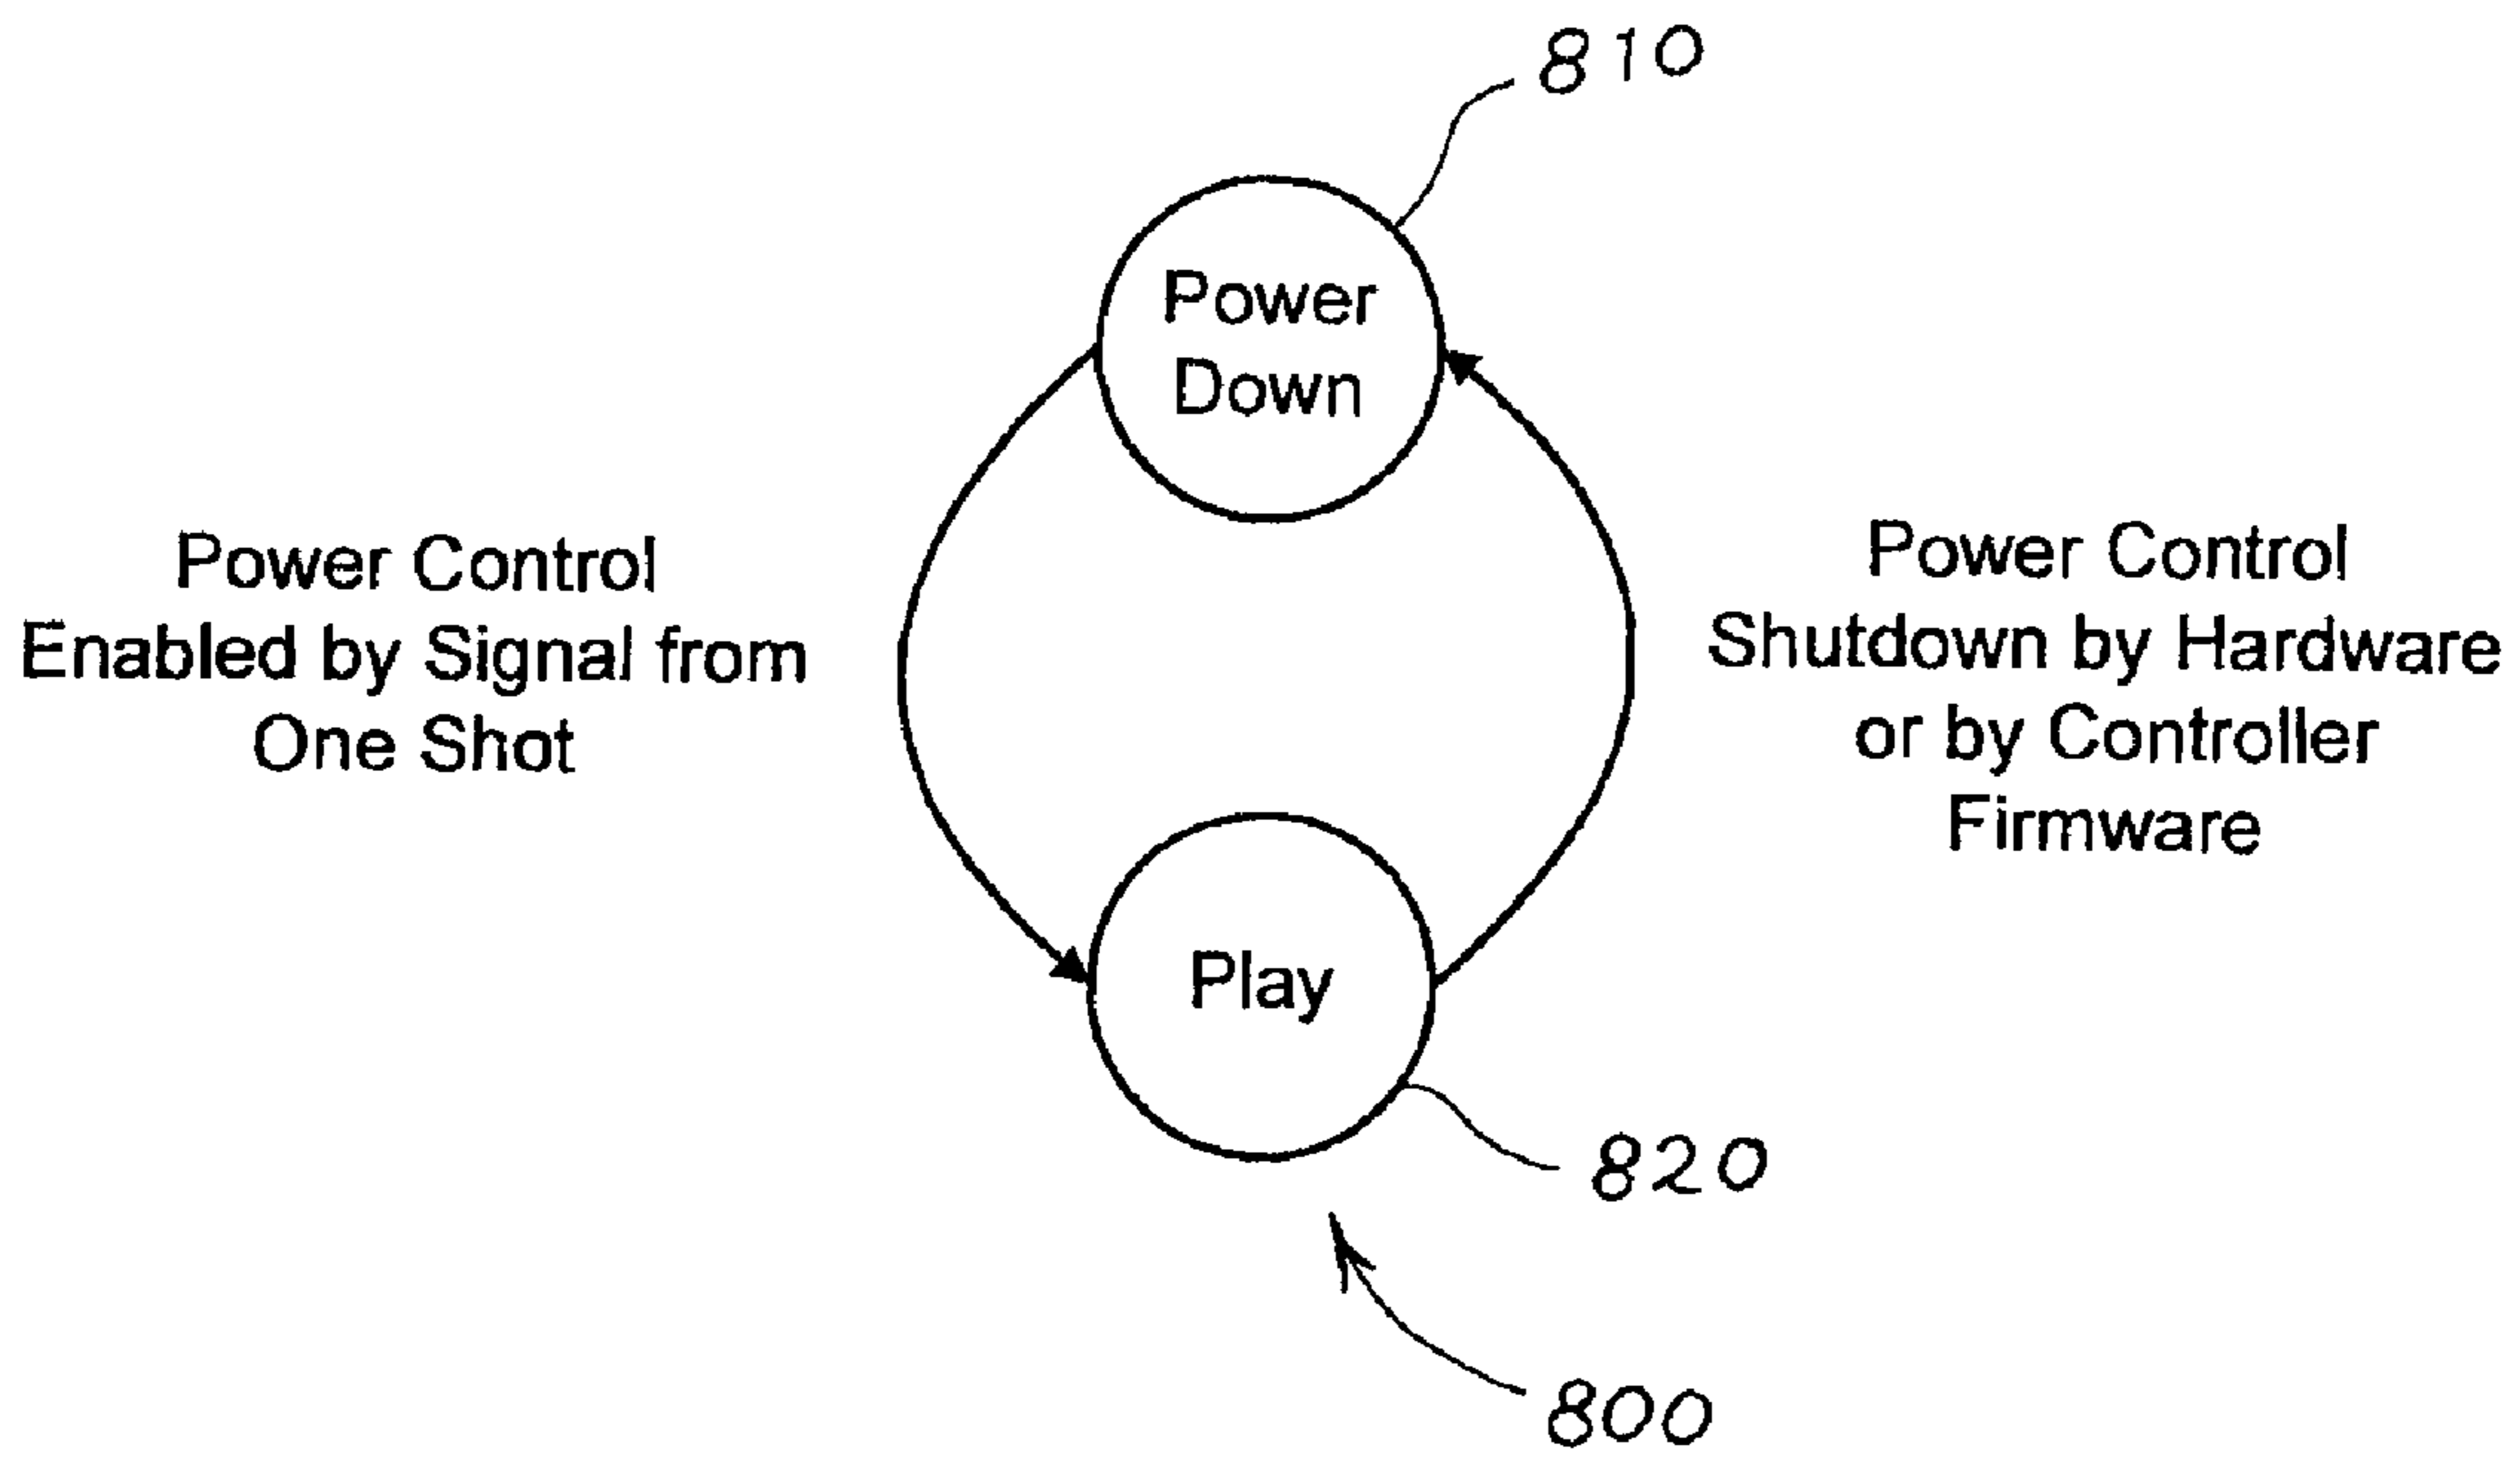 810
Power
Down
Power Control
Enabled by Signal from
One Shot
Power Control
Shutdown by Hardware
or by Controller
Firmware
Play
820
800